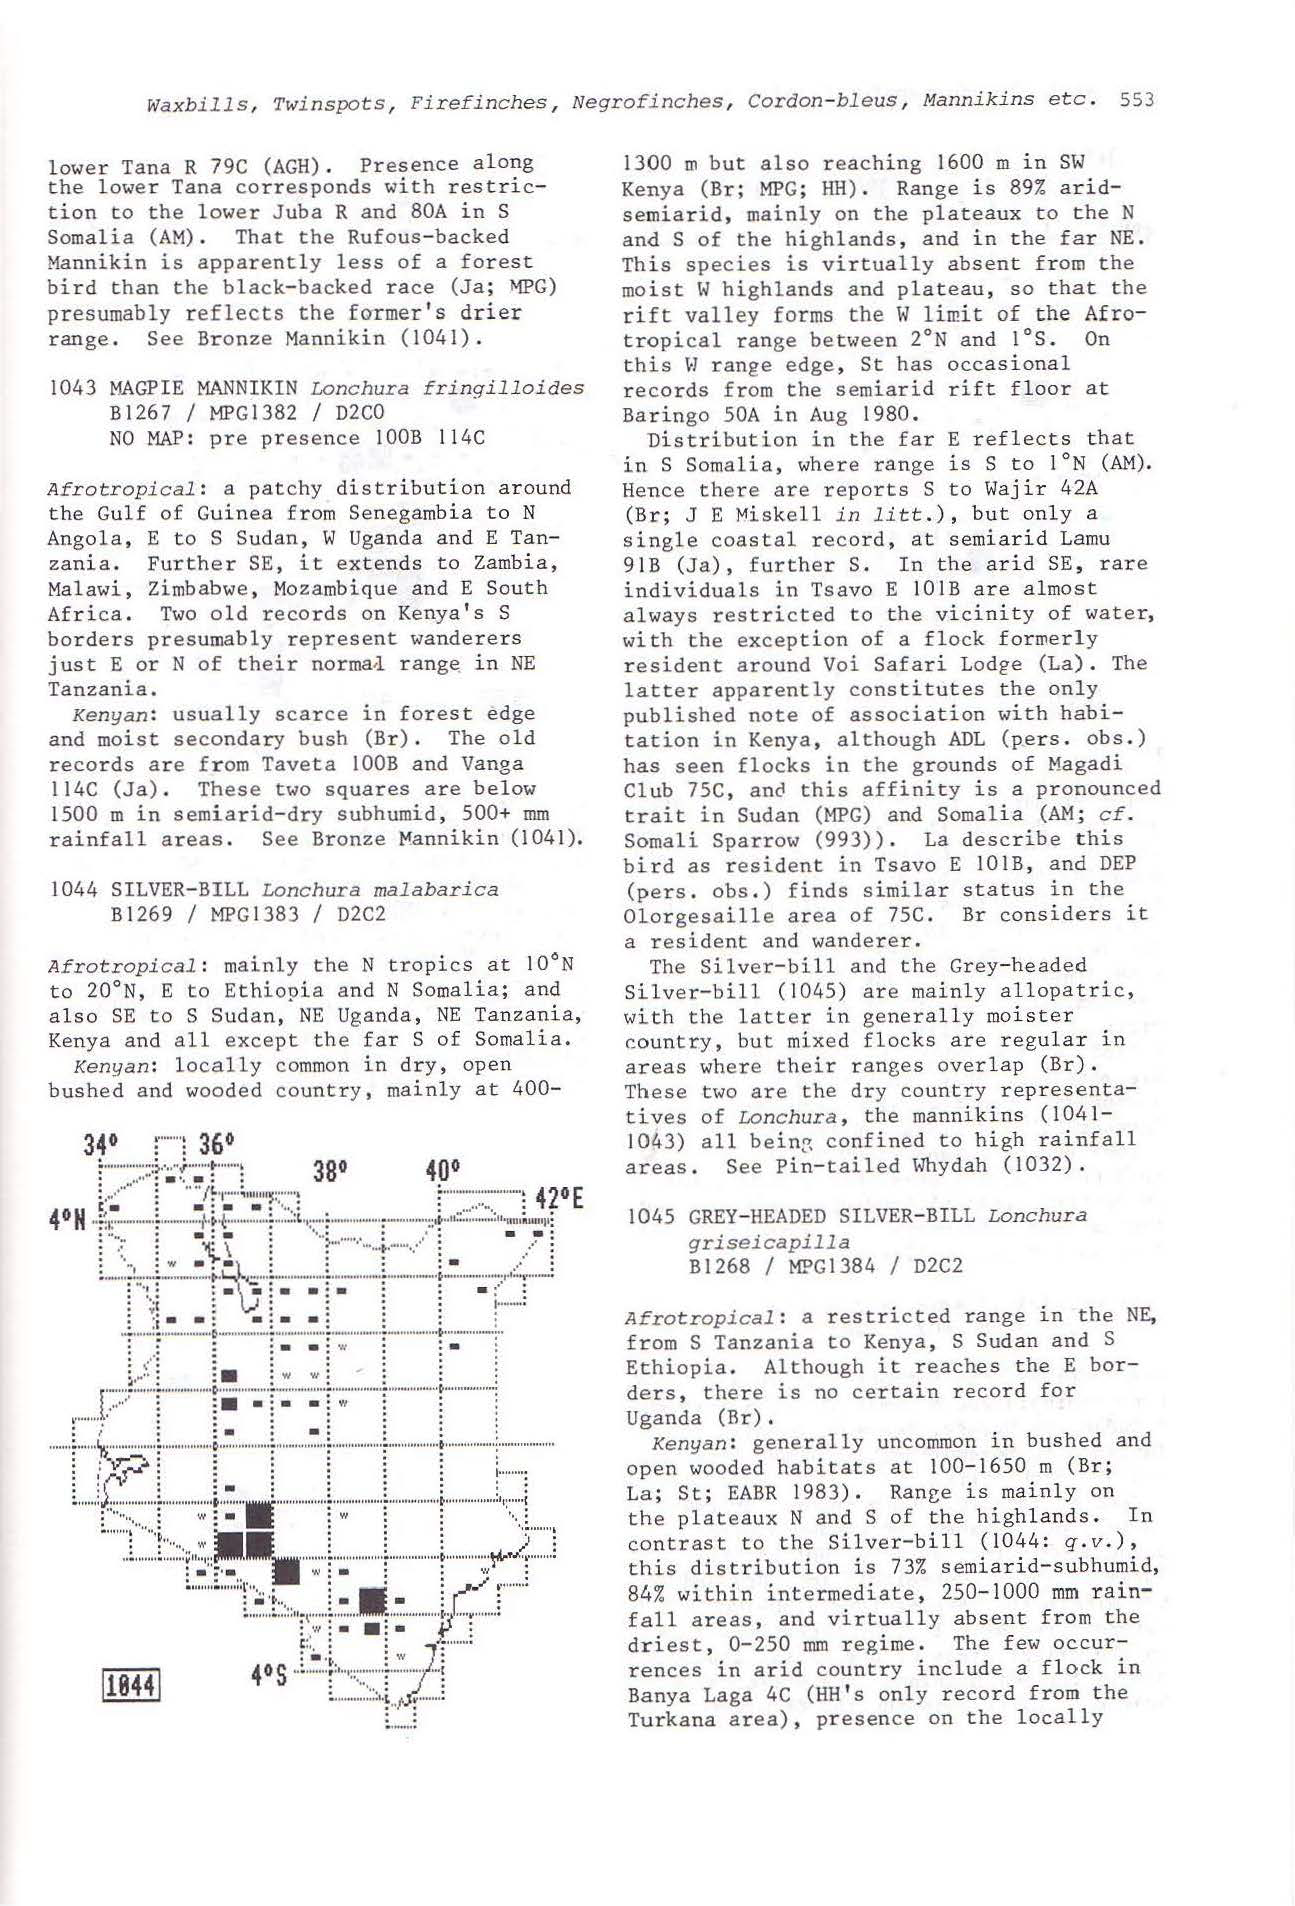 Waxbills, Twinspots, Firefinches, Negrofinches, Cordon-bleus, Mannikins etc. 553
lower Tana R 79C (AGH). Presence along
the lower Tana corresponds with restric-
tion to the lower Juba R and 80A in S
Somalia (AM). That the Rufous-backed
Mannikin is apparently less of a forest
bird than the black-backed race (Ja; MPG)
presumably reflects the former's drier
range. See Bronze Mannikin (1041).
1043 MAGPIE MANNIKIN Lonchura fringilloides
B1267 / MPG1382 / D2C0
NO MAP: pre presence 100B 114C
Afrotropical: a patchy distribution around
the Gulf of Guinea from Senegambia to N
Angola, E to S Sudan, W Uganda and E Tan-
zania. Further SE, it extends to Zambia,
Malawi, Zimbabwe, Mozambique and E South
Africa. Two old records on Kenya's S
borders presumably represent wanderers
just E or N of their normal range in NE
Tanzania.
Kenyan: usually scarce in forest edge
and moist secondary bush (Br). The old
records are from Taveta 100B and Vanga
114C (Ja). These two squares are below
1500 m in semiarid-dry subhumid, 500+ mm
rainfall areas. See Bronze Mannikin (1041).
1044 SILVER-BILL Lonchura malabarica
B1269 / MPG1383 / D2C2
Afrotropical: mainly the N tropics at 10°N
to 20°N, E to Ethiopia and N Somalia; and
also SE to S Sudan, NE Uganda, NE Tanzania,
Kenya and all except the far S of Somalia.
Kenyan: locally common in dry, open
bushed and wooded country, mainly at 400-
34° 36°
38° 40°
42°E
4°N
4°S
1044
1300 m but also reaching 1600 m in SW
Kenya (Br; MPG; HH). Range is 89% arid-
semiarid, mainly on the plateaux to the N
and S of the highlands, and in the far NE.
This species is virtually absent from the
moist W highlands and plateau, so that the
rift valley forms the W limit of the Afro-
tropical range between 2°N and 1°S. On
this W range edge, St has occasional
records from the semiarid rift floor at
Baringo 50A in Aug 1980.
Distribution in the far E reflects that
in S Somalia, where range is S to 1°N (AM).
Hence there are reports S to Wajir 42A
(Br; J E Miskell in litt.), but only a
single coastal record, at semiarid Lamu
91B (Ja), further S. In the arid SE, rare
individuals in Tsavo E 101B are almost
always restricted to the vicinity of water,
with the exception of a flock formerly
resident around Voi Safari Lodge (La). The
latter apparently constitutes the only
published note of association with habi-
tation in Kenya, although ADL (pers. obs.)
has seen flocks in the grounds of Magadi
Club 75C, and this affinity is a pronounced
trait in Sudan (MPG) and Somalia (AM; cf.
Somali Sparrow (993)). La describe this
bird as resident in Tsavo E 101B, and DEP
(pers. obs.) finds similar status in the
Olorgesaille area of 75C. Br considers it
a resident and wanderer.
The Silver-bill and the Grey-headed
Silver-bill (1045) are mainly allopatric,
with the latter in generally moister
country, but mixed flocks are regular in
areas where their ranges overlap (Br).
These two are the dry country representa-
tives of Lonchura, the mannikins (1041-
1043) all being confined to high rainfall
areas. See Pin-tailed Whydah (1032).
1045 GREY-HEADED SILVER-BILL Lonchura
griseicapilla
B1268 / MPG1384 / D2C2
Afrotropical: a restricted range in the NE,
from S Tanzania to Kenya, S Sudan and S
Ethiopia. Although it reaches the E bor-
ders, there is no certain record for
Uganda (Br).
Kenyan: generally uncommon in bushed and
open wooded habitats at 100-1650 m (Br;
La; St; EABR 1983). Range is mainly on
the plateaux N and S of the highlands. In
contrast to the Silver-bill (1044: q.v.),
this distribution is 73% semiarid-subhumid,
84% within intermediate, 250-1000 mm rain-
fall areas, and virtually absent from the
driest, 0-250 mm regime. The few occur-
rences in arid country include a flock in
Banya Laga 4C (HH's only record from the
Turkana area), presence on the locally